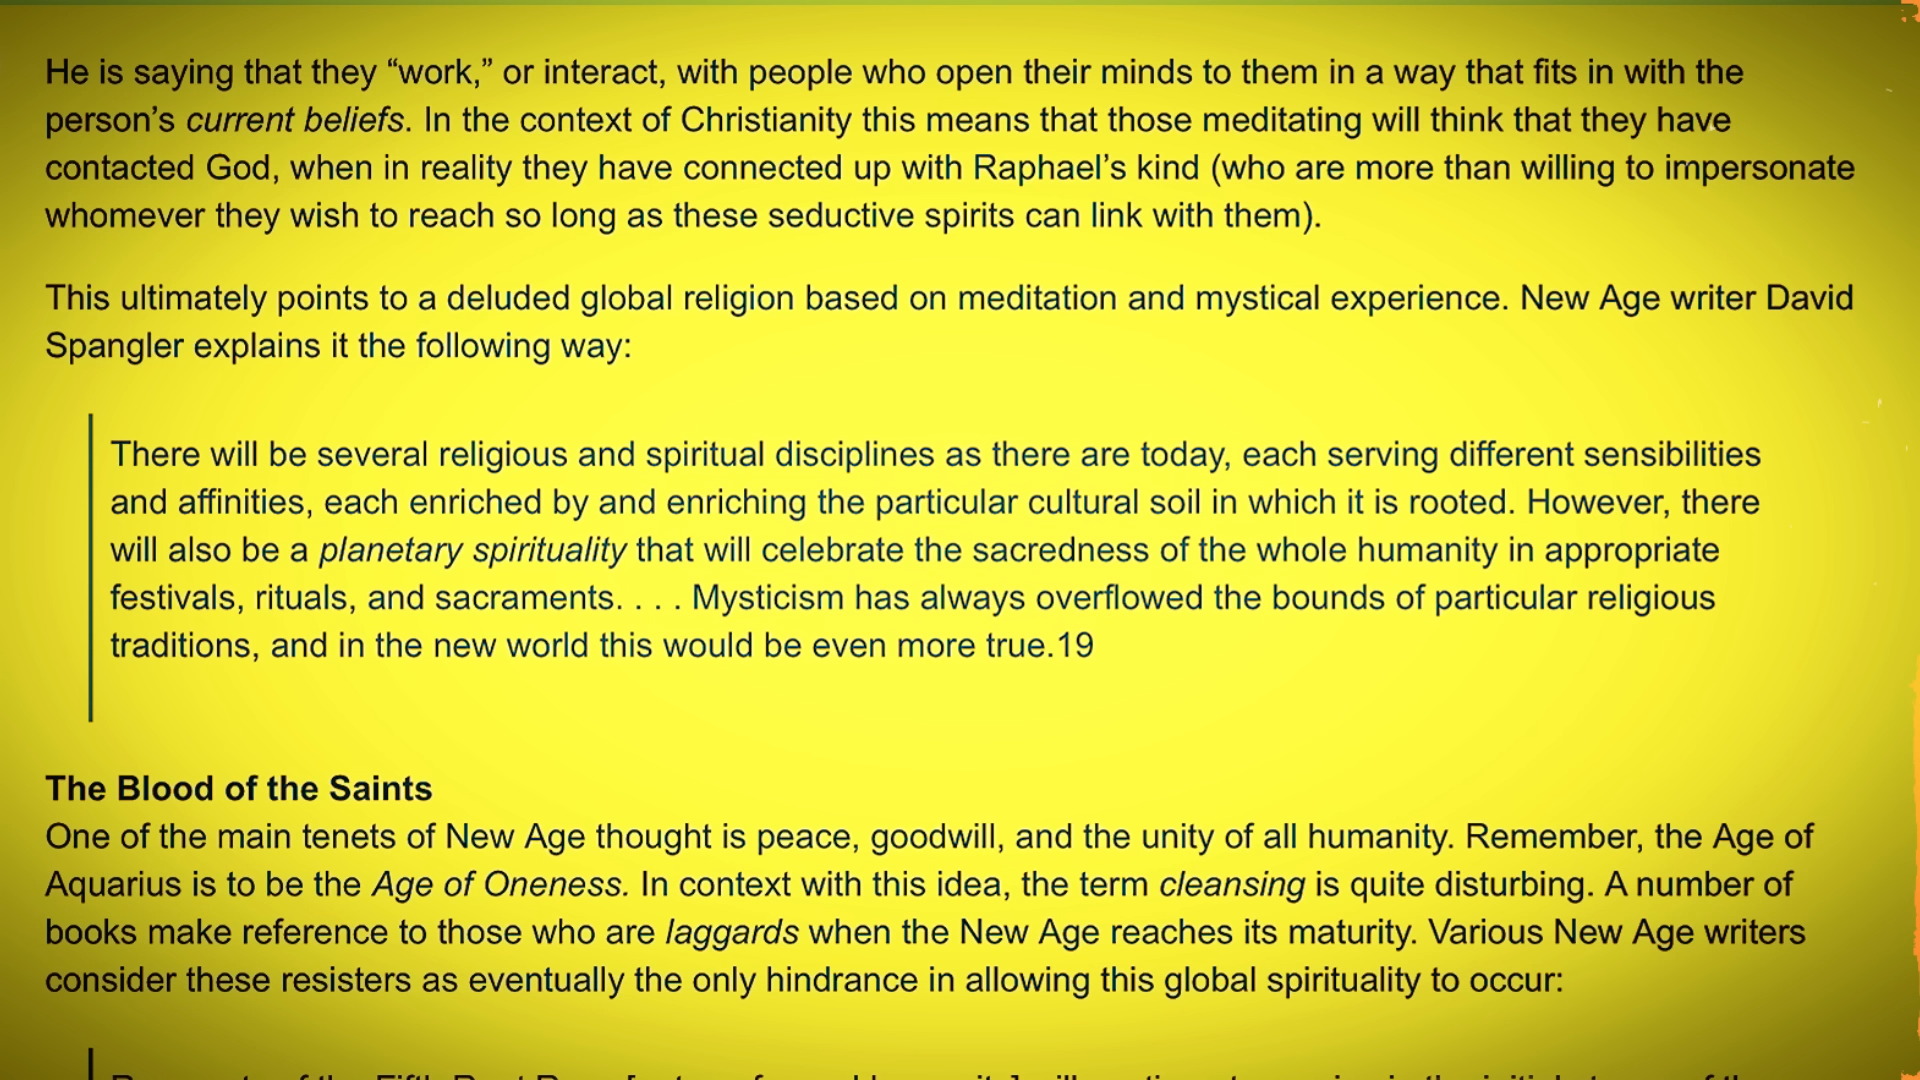 He is saying that they “work,” or interact, with people who open their minds to them in a way that fits in with the
person’s current beliefs. In the context of Christianity this means that those meditating will think that they have
contacted God, when in reality they have connected up with Raphael’s kind (who are more than willing to impersonate
whomever they wish to reach so long as these seductive spirits can link with them).
This ultimately points to a deluded global religion based on meditation and mystical experience. New Age writer David
Spangler explains it the following way:
There will be several religious and spiritual disciplines as there are today, each serving different sensibilities
and affinities, each enriched by and enriching the particular cultural soil in which it is rooted. However, there
will also be a planetary spirituality that will celebrate the sacredness of the whole humanity in appropriate
festivals, rituals, and sacraments. . . . Mysticism has always overflowed the bounds of particular religious
traditions, and in the new world this would be even more true.19
The Blood of the Saints
One of the main tenets of New Age thought is peace, goodwill, and the unity of all humanity. Remember, the Age of
Aquarius is to be the Age of Oneness. In context with this idea, the term cleansing is quite disturbing. A number of
books make reference to those who are laggards when the New Age reaches its maturity. Various New Age writers
consider these resisters as eventually the only hindrance in allowing this global spirituality to occur: